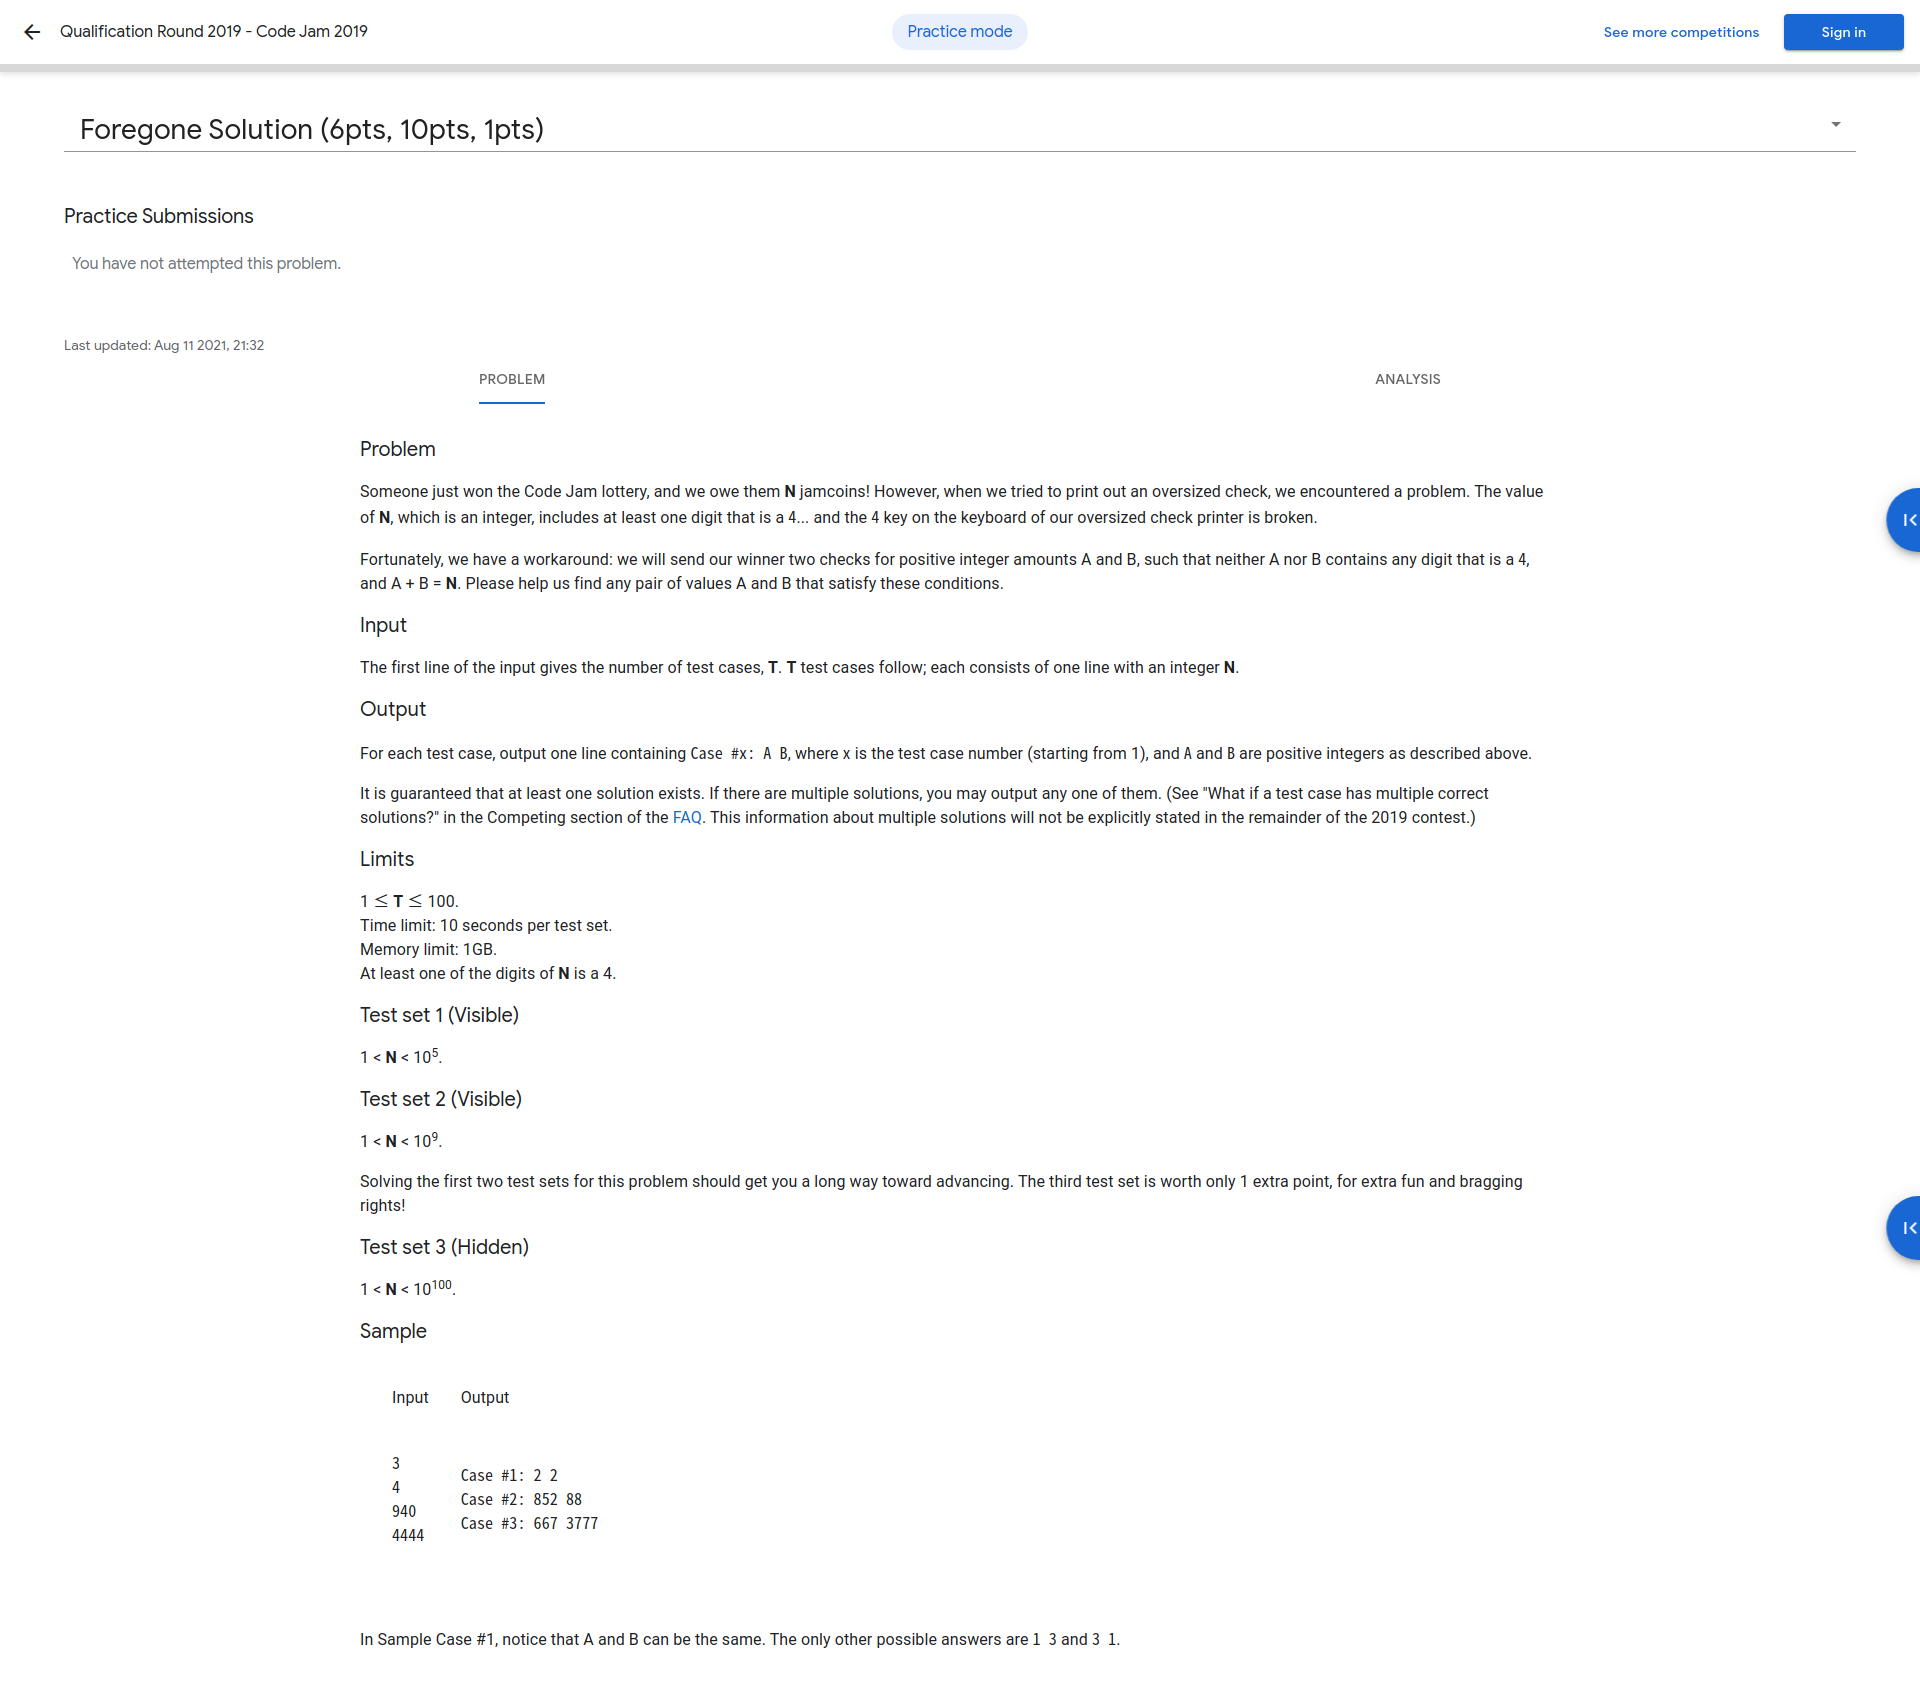 Qualification Round 2019 - Code Jam 2019
Practice mode
See more competitions
Sign in
Foregone Solution (6pts, 10pts, 1pts)
Practice Submissions
You have not attempted this problem.
Last updated: Aug 11 2021, 21:32
PROBLEM
ANALYSIS
Problem
Someone just won the Code Jam lottery, and we owe them N jamcoins! However, when we tried to print out an oversized check, we encountered a problem. The value
of N, which is an integer, includes at least one digit that is a 4... and the 4 key on the keyboard of our oversized check printer is broken.
Fortunately, we have a workaround: we will send our winner two checks for positive integer amounts A and B, such that neither A nor B contains any digit that is a 4,
and A + B = N. Please help us find any pair of values A and B that satisfy these conditions.
Input
The first line of the input gives the number of test cases, T. T test cases follow; each consists of one line with an integer N.
Output
For each test case, output one line containing Case #x: A B, where x is the test case number (starting from 1), and A and B are positive integers as described above.
It is guaranteed that at least one solution exists. If there are multiple solutions, you may output any one of them. (See "What if a test case has multiple correct
solutions?" in the Competing section of the FAQ. This information about multiple solutions will not be explicitly stated in the remainder of the 2019 contest.)
Limits
1 ≤ T ≤ 100.
Time limit: 10 seconds per test set.
Memory limit: 1GB.
At least one of the digits of N is a 4.
Test set 1 (Visible)
1 < N < 10⁵.
Test set 2 (Visible)
1 < N < 10⁹.
Solving the first two test sets for this problem should get you a long way toward advancing. The third test set is worth only 1 extra point, for extra fun and bragging
rights!
Test set 3 (Hidden)
1 < N < 10¹⁰⁰.
Sample
Input
Output
3
4
940
4444
Case #1: 2 2
Case #2: 852 88
Case #3: 667 3777
In Sample Case #1, notice that A and B can be the same. The only other possible answers are 1 3 and 3 1.